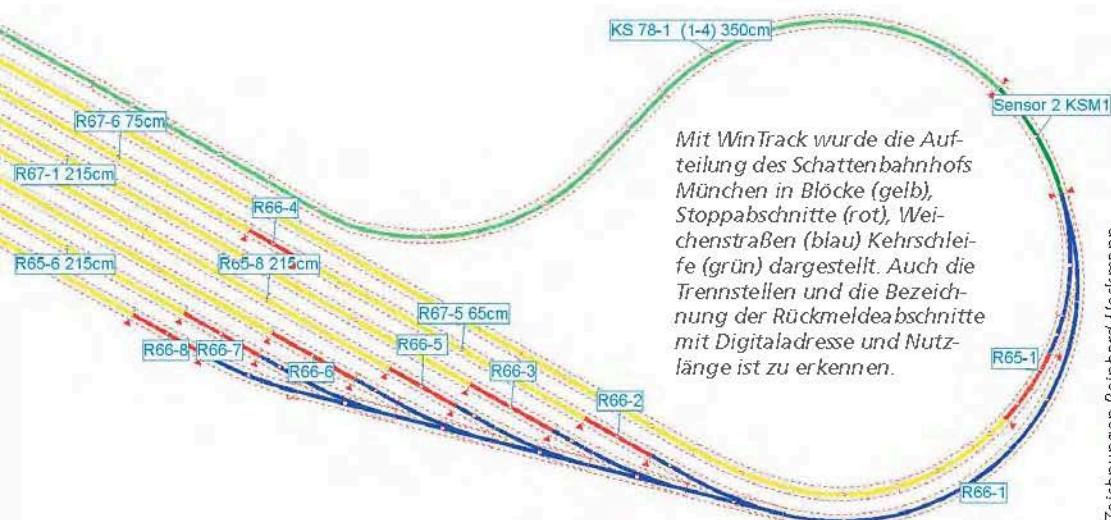 KS 78-1 (1-4) 350cm
Sensor 2 KSM1
R67-6 75cm
R67-1 215cm
R66-4
R65-6 215cm
R65-8 215cm
R67-5 65cm
R66-8
R66-7
R66-6
R66-5
R66-3
R66-2
R65-1
R66-1
Mit WinTrack wurde die Auf-
teilung des Schattenbahnhofs
München in Blöcke (gelb),
Stoppabschnitte (rot), Wei-
chenstraßen (blau) Kehrschlei-
fe (grün) dargestellt. Auch die
Trennstellen und die Bezeich-
nung der Rückmeldeabschnitte
mit Digitaladresse und Nutz-
länge ist zu erkennen.
Zeichnungen Reinhard